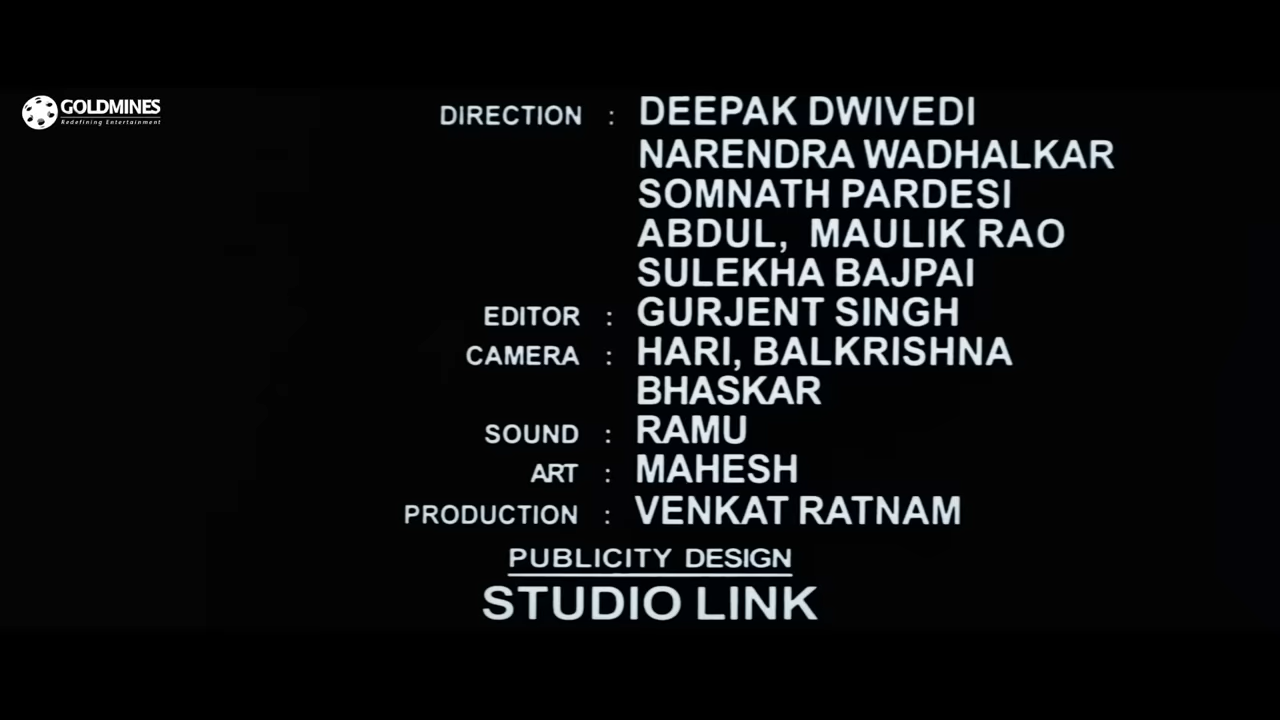 GOLDMINES
Redefining Entertainment
DIRECTION : DEEPAK DWIVEDI
NARENDRA WADHALKAR
SOMNATH PARDESI
ABDUL, MAULIK RAO
SULEKHA BAJPAI
EDITOR : GURJENT SINGH
CAMERA : HARI, BALKRISHNA
BHASKAR
SOUND : RAMU
ART : MAHESH
PRODUCTION : VENKAT RATNAM
PUBLICITY DESIGN
STUDIO LINK